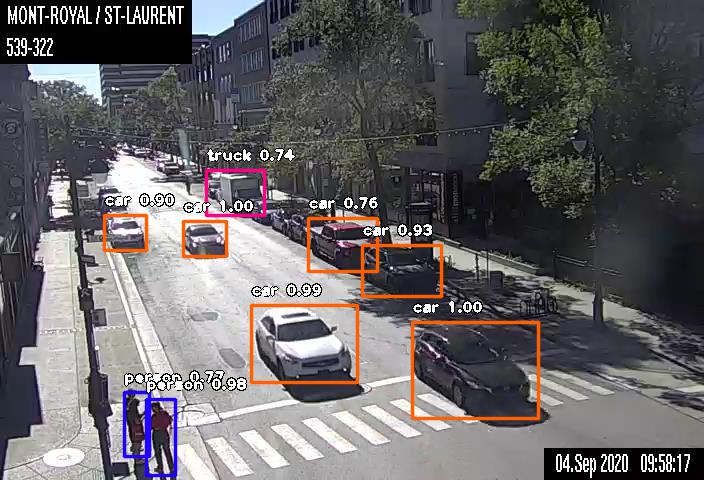 MONT-ROYAL / ST-LAURENT
539-322
truck 0.74
car 0.90
car 1.00
car 0.76
car 0.93
car 0.99
car 1.00
person 0.77
person 0.98
04.Sep 2020 09:58:17